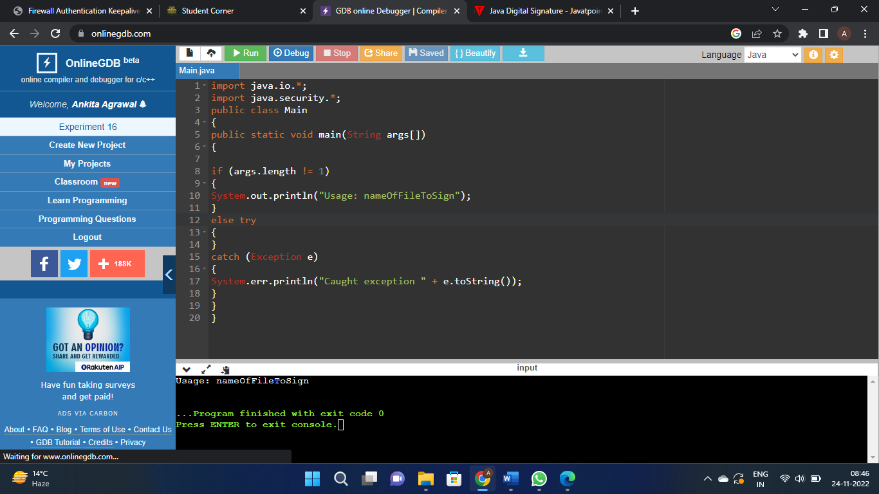 Firewall Authentication Keepaliv
Student Corner
GDB online Debugger | Compiler
Java Digital Signature - Javatpoin
onlinegdb.com
OnlineGDB beta
online compiler and debugger for c/c++
Welcome, Ankita Agrawal
Experiment 16
Create New Project
My Projects
Classroom new
Learn Programming
Programming Questions
Logout
188K
GOT AN OPINION?
SHARE AND GET REWARDED.
Rakuten AIP
Have fun taking surveys
and get paid!
ADS VIA CARBON
About • FAQ • Blog • Terms of Use • Contact Us
• GDB Tutorial • Credits • Privacy
Waiting for www.onlinegdb.com...
Run Debug Stop Share Saved { } Beautify
Language Java
Main.java
1 import java.io.*;
2 import java.security.*;
3 public class Main
4 {
5 public static void main(String args[])
6 {
7
8 if (args.length != 1)
9 {
10 System.out.println("Usage: nameOfFileToSign");
11 }
12 else try
13 {
14 }
15 catch (Exception e)
16 {
17 System.err.println("Caught exception " + e.toString());
18 }
19 }
20 }
input
Usage: nameOfFileToSign
...Program finished with exit code 0
Press ENTER to exit console.
14°C
Haze
ENG
IN
08:46
24-11-2022